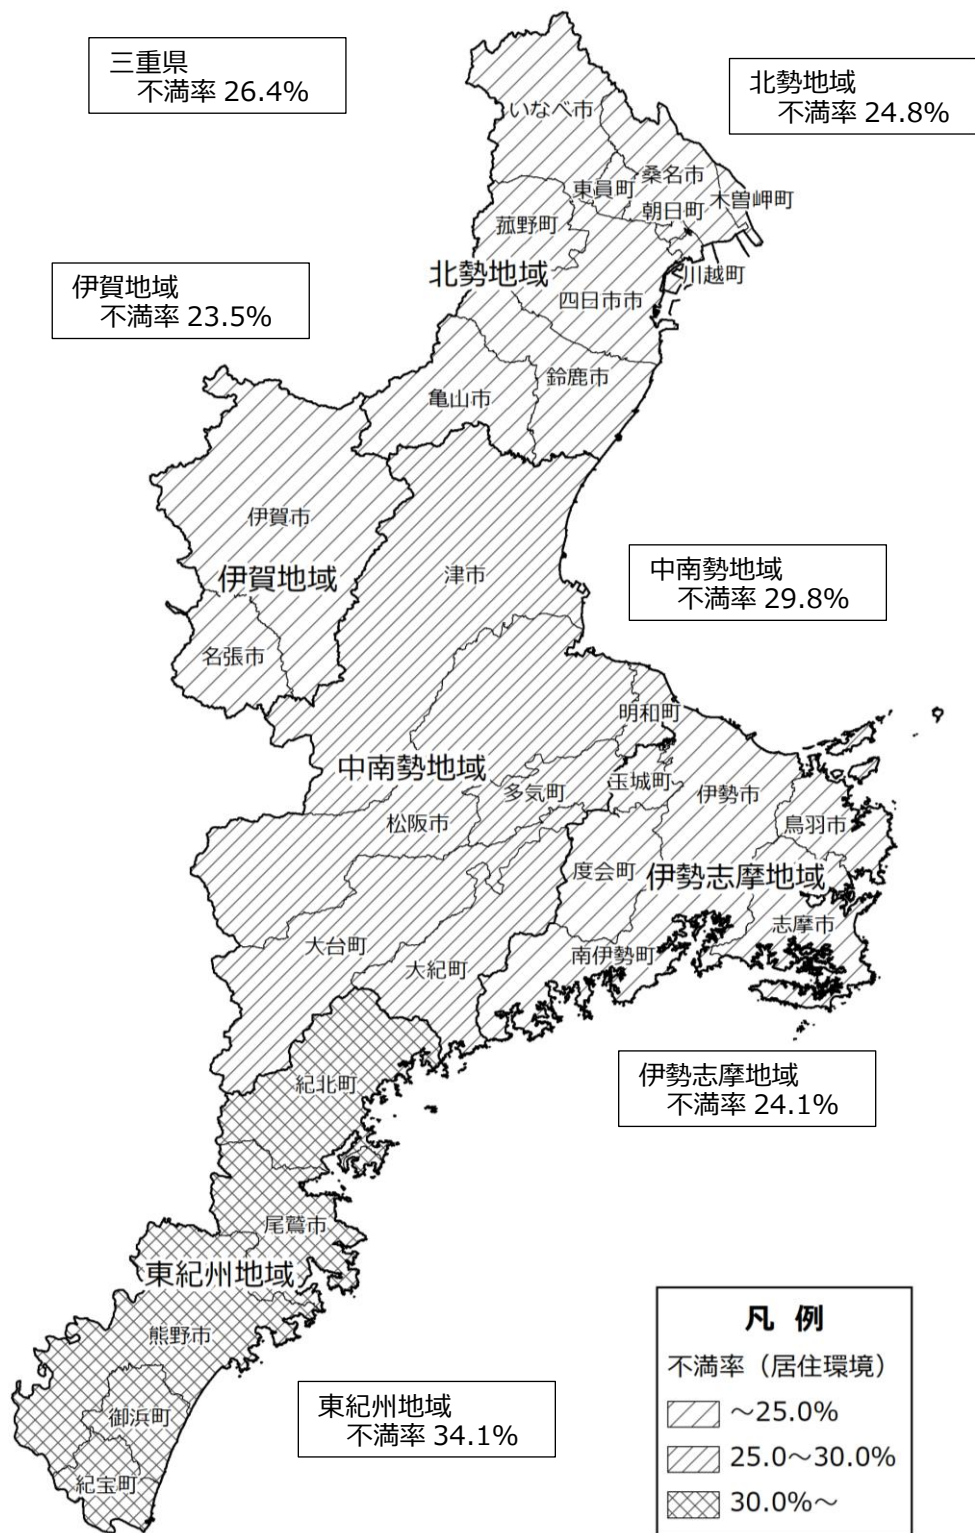 三重県
不満率 26.4%
北勢地域
不満率 24.8%
いなべ市
桑名市
東員町
木曽岬町
朝日町
菰野町
川越町
北勢地域
四日市市
伊賀地域
不満率 23.5%
鈴鹿市
亀山市
伊賀市
伊賀地域
津市
中南勢地域
不満率 29.8%
名張市
明和町
中南勢地域
玉城町
多気町
伊勢市
松阪市
鳥羽市
度会町
伊勢志摩地域
志摩市
大台町
南伊勢町
大紀町
伊勢志摩地域
不満率 24.1%
紀北町
尾鷲市
東紀州地域
熊野市
東紀州地域
不満率 34.1%
御浜町
紀宝町
凡 例
不満率（居住環境）
～25.0%
25.0～30.0%
30.0%～